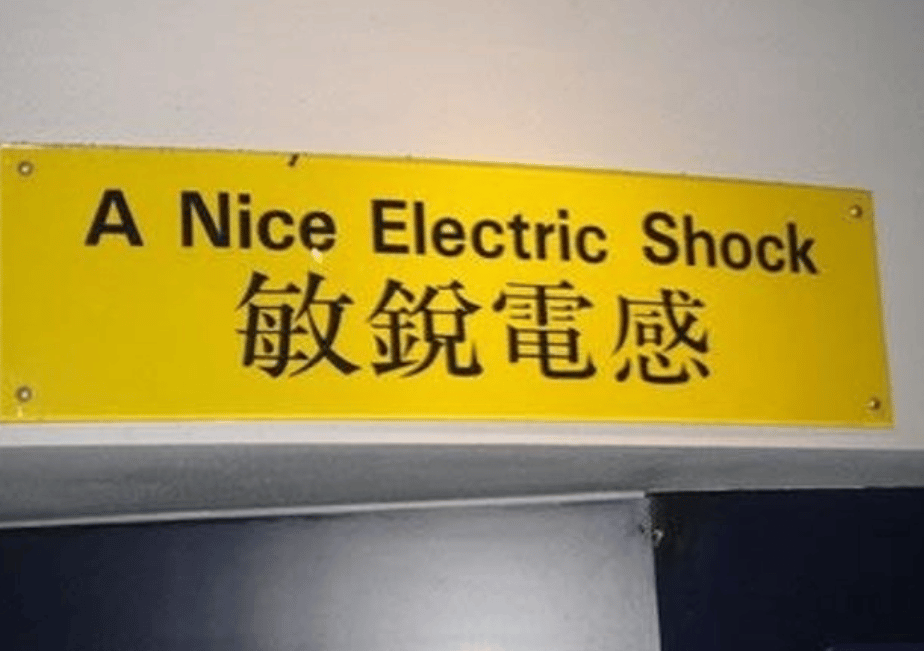 A Nice Electric Shock
敏銳電感